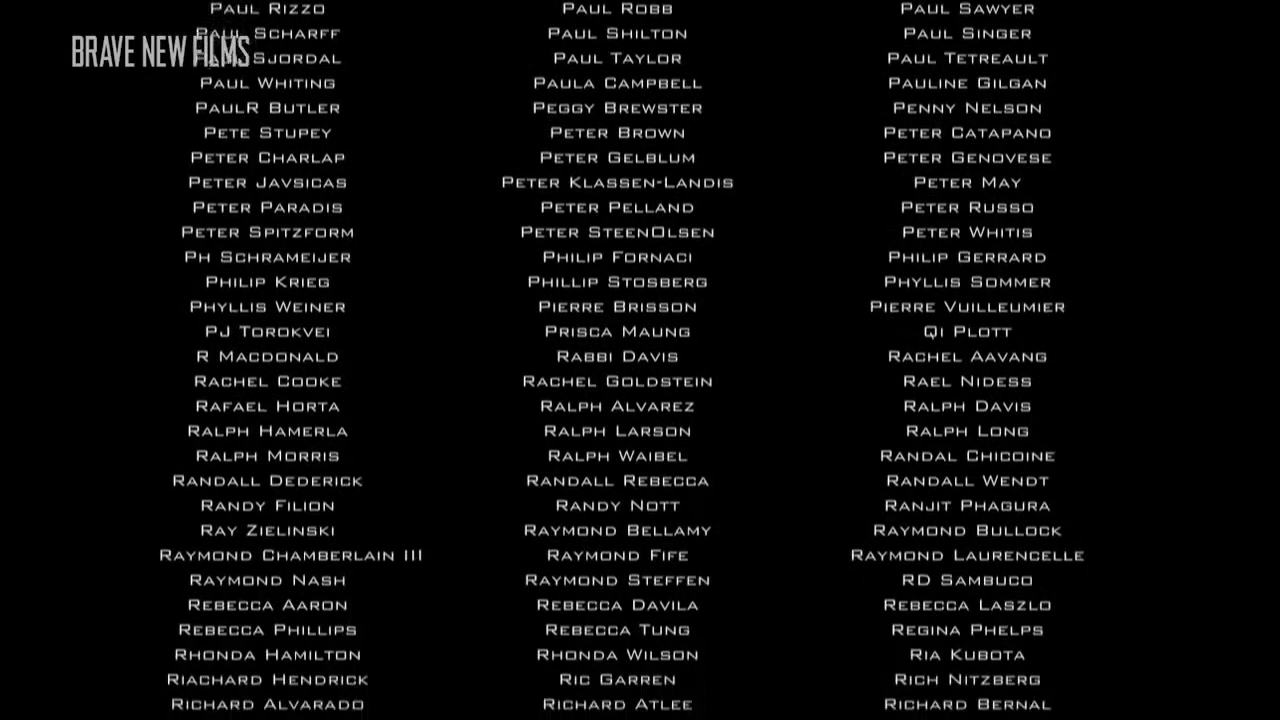 PAUL RIZZO PAUL ROBB PAUL SAWYER
PAUL SCHARFF PAUL SHILTON PAUL SINGER
BRAVE NEW FILMS
SJORDAL PAUL TAYLOR PAUL TETREAULT
PAUL WHITING PAULA CAMPBELL PAULINE GILGAN
PAULR BUTLER PEGGY BREWSTER PENNY NELSON
PETE STUPEY PETER BROWN PETER CATAPANO
PETER CHARLAP PETER GELBLUM PETER GENOVESE
PETER JAVSICAS PETER KLASSEN-LANDIS PETER MAY
PETER PARADIS PETER PELLAND PETER RUSSO
PETER SPITZFORM PETER STEENOLSEN PETER WHITIS
PH SCHRAMEIJER PHILIP FORNACI PHILIP GERRARD
PHILIP KRIEG PHILLIP STOSBERG PHYLLIS SOMMER
PHYLLIS WEINER PIERRE BRISSON PIERRE VUILLEUMIER
PJ TOROKVEI PRISCA MAUNG QI PLOTT
R MACDONALD RABBI DAVIS RACHEL AAVANG
RACHEL COOKE RACHEL GOLDSTEIN RAEL NIDESS
RAFAEL HORTA RALPH ALVAREZ RALPH DAVIS
RALPH HAMERLA RALPH LARSON RALPH LONG
RALPH MORRIS RALPH WAIBEL RANDAL CHICOINE
RANDALL DEDERICK RANDALL REBECCA RANDALL WENDT
RANDY FILION RANDY NOTT RANJIT PHAGURA
RAY ZIELINSKI RAYMOND BELLAMY RAYMOND BULLOCK
RAYMOND CHAMBERLAIN III RAYMOND FIFE RAYMOND LAURENCELLE
RAYMOND NASH RAYMOND STEFFEN RD SAMBUCO
REBECCA AARON REBECCA DAVILA REBECCA LASZLO
REBECCA PHILLIPS REBECCA TUNG REGINA PHELPS
RHONDA HAMILTON RHONDA WILSON RIA KUBOTA
RIACHARD HENDRICK RIC GARREN RICH NITZBERG
RICHARD ALVARADO RICHARD ATLEE RICHARD BERNAL